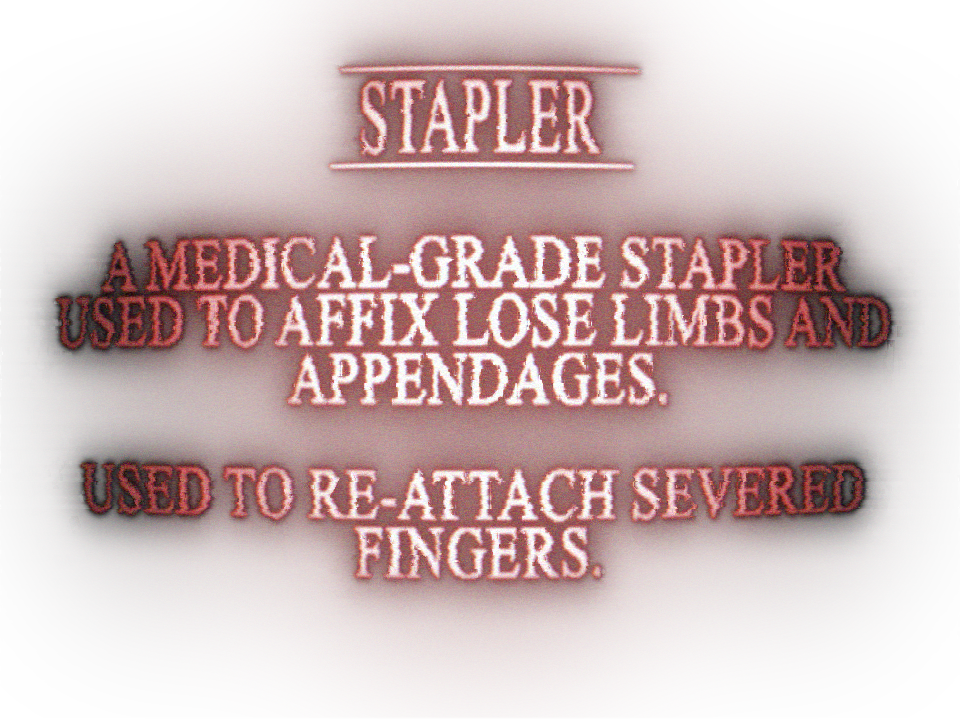 STAPLER
A MEDICAL-GRADE STAPLER
USED TO AFFIX LOSE LIMBS AND
APPENDAGES.
USED TO RE-ATTACH SEVERED
FINGERS.